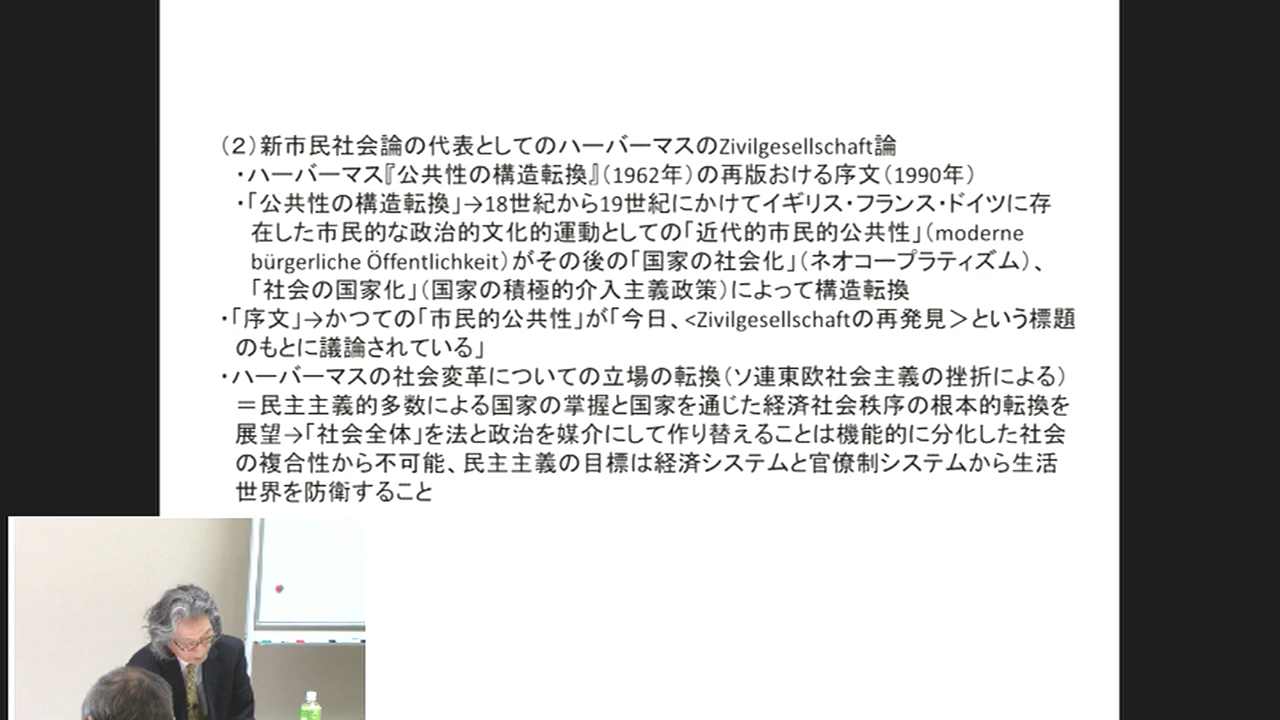 （２）新市民社会論の代表としてのハーバーマスのZivilgesellschaft論
・ハーバーマス『公共性の構造転換』（1962年）の再版おける序文（1990年）
・「公共性の構造転換」→18世紀から19世紀にかけてイギリス・フランス・ドイツに存
在した市民的な政治的文化的運動としての「近代的市民的公共性」（moderne
bürgerliche Öffentlichkeit）がその後の「国家の社会化」（ネオコープラティズム）、
「社会の国家化」（国家の積極的介入主義政策）によって構造転換
・「序文」→かつての「市民的公共性」が「今日、<Zivilgesellschaftの再発見＞という標題
のもとに議論されている」
・ハーバーマスの社会変革についての立場の転換（ソ連東欧社会主義の挫折による）
＝民主主義的多数による国家の掌握と国家を通じた経済社会秩序の根本的転換を
展望→「社会全体」を法と政治を媒介にして作り替えることは機能的に分化した社会
の複合性から不可能、民主主義の目標は経済システムと官僚制システムから生活
世界を防衛すること